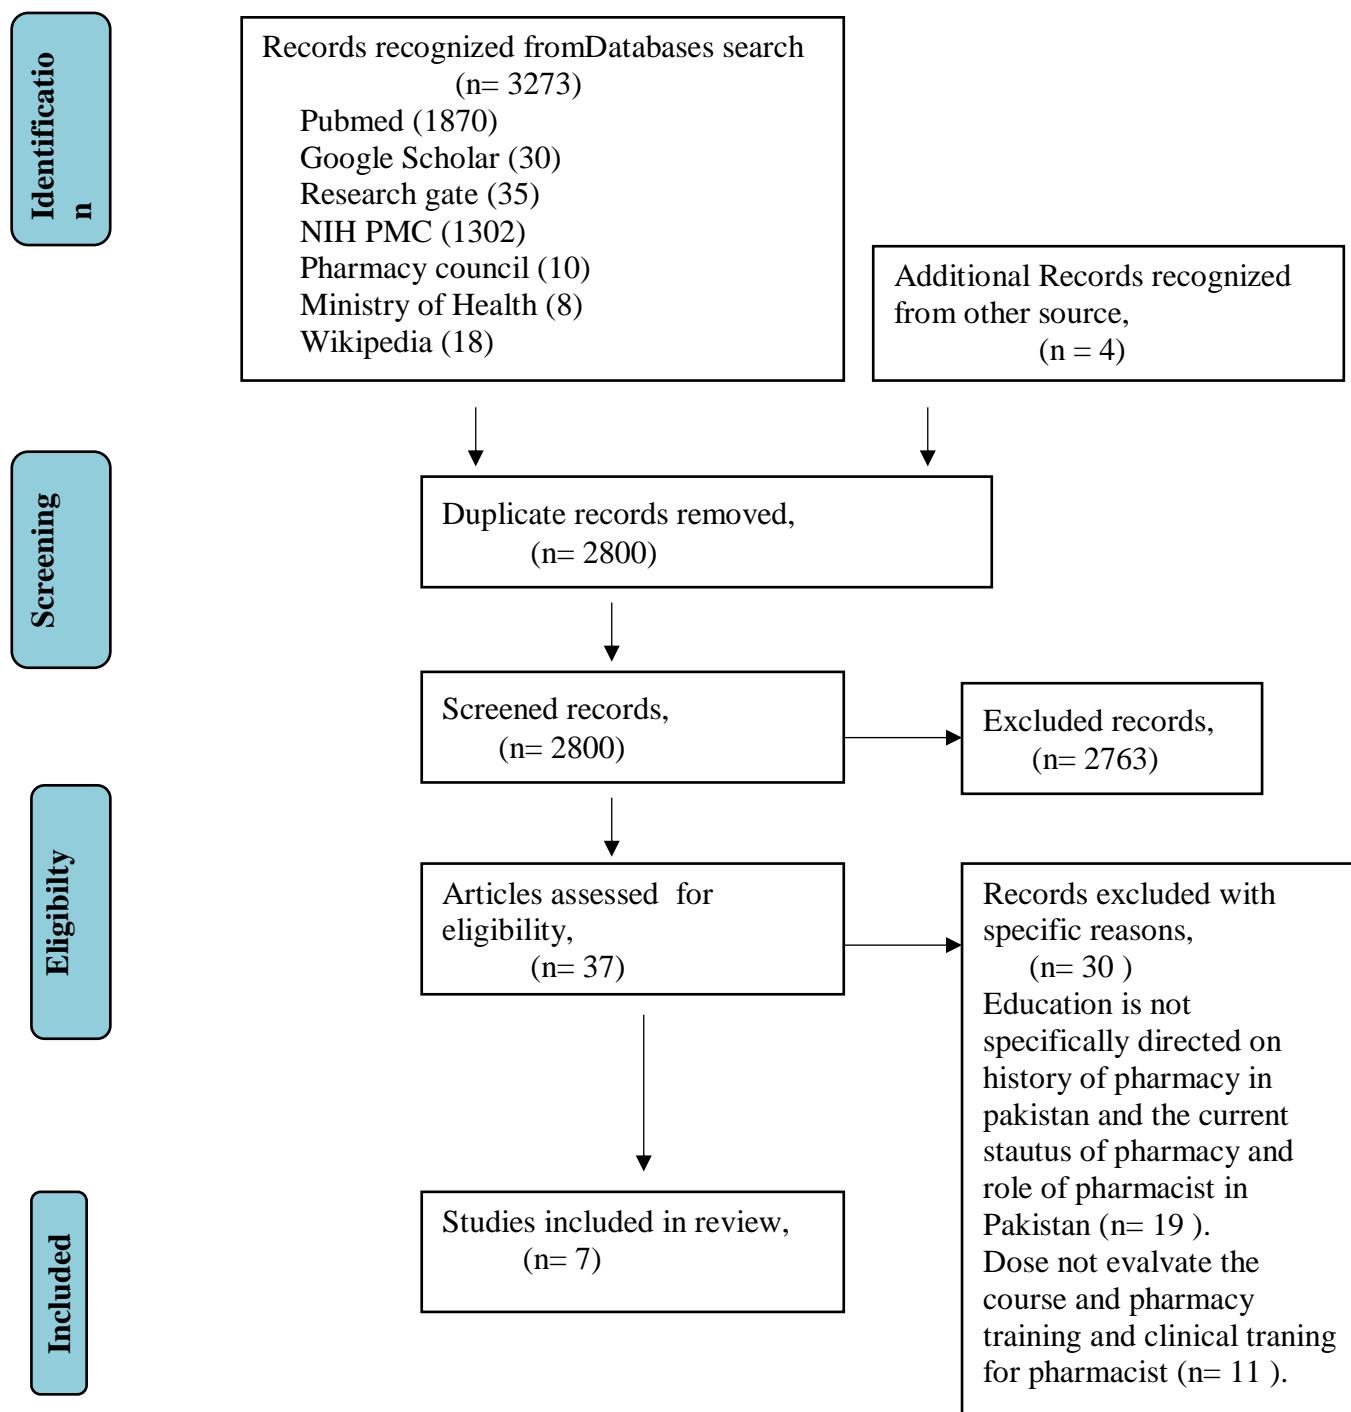 Identificatio
n
Records recognized fromDatabases search
(n= 3273)
Pubmed (1870)
Google Scholar (30)
Research gate (35)
NIH PMC (1302)
Pharmacy council (10)
Ministry of Health (8)
Wikipedia (18)
Additional Records recognized
from other source,
(n = 4)
Screening
Duplicate records removed,
(n= 2800)
Screened records,
(n= 2800)
Excluded records,
(n= 2763)
Eligibilty
Articles assessed  for
eligibility,
(n= 37)
Records excluded with
specific reasons,
(n= 30 )
Education is not
specifically directed on
history of pharmacy in
pakistan and the current
stautus of pharmacy and
role of pharmacist in
Pakistan (n= 19 ).
Dose not evaluate the
course and pharmacy
training and clinical traning
for pharmacist (n= 11 ).
Included
Studies included in review,
(n= 7)